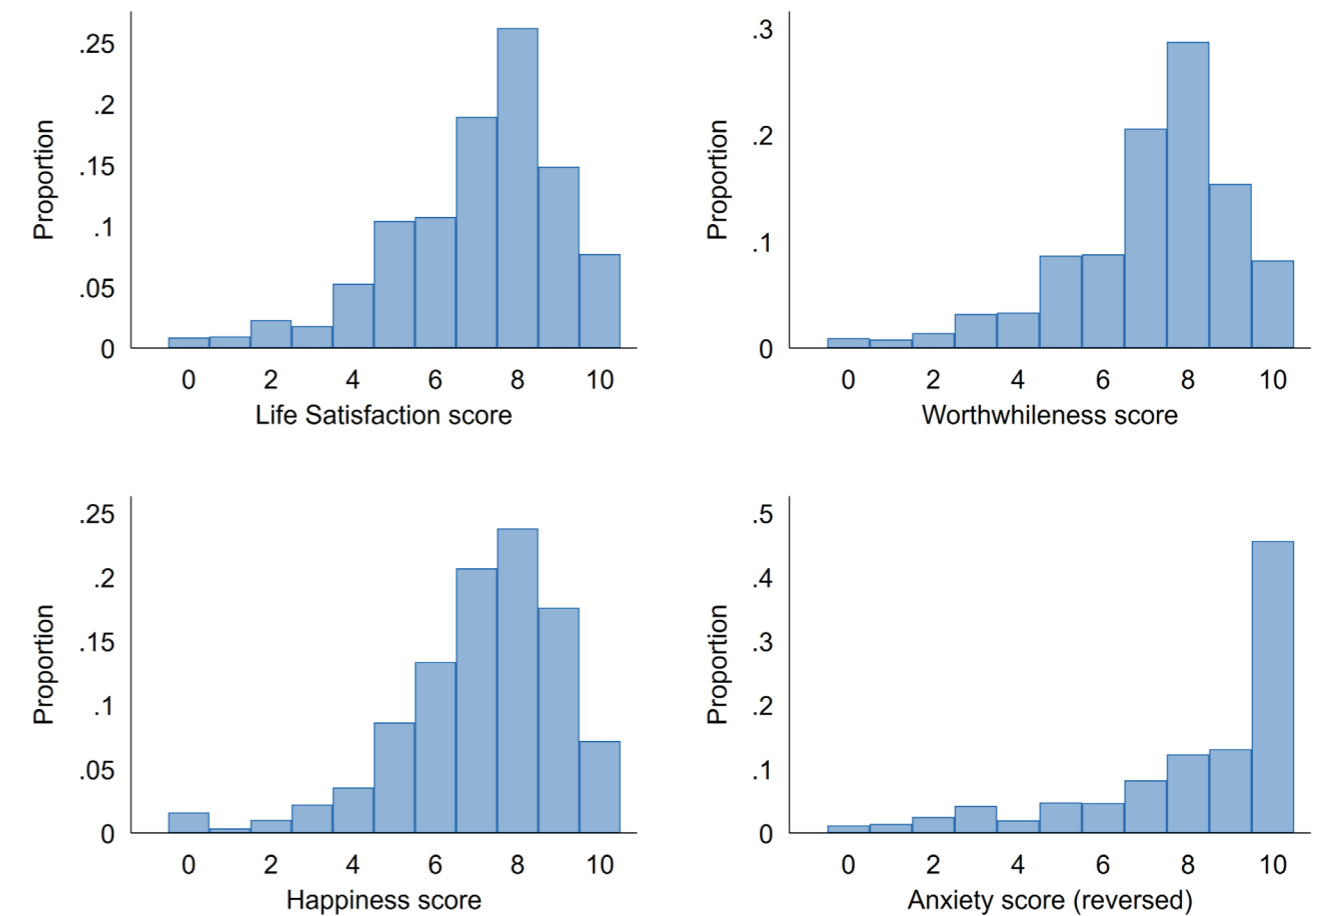 .25
.2
.15
.1
.05
0
Proportion
0 2 4 6 8 10
Life Satisfaction score
.3
.2
.1
0
Proportion
0 2 4 6 8 10
Worthwhileness score
.25
.2
.15
.1
.05
0
Proportion
0 2 4 6 8 10
Happiness score
.5
.4
.3
.2
.1
0
Proportion
0 2 4 6 8 10
Anxiety score (reversed)